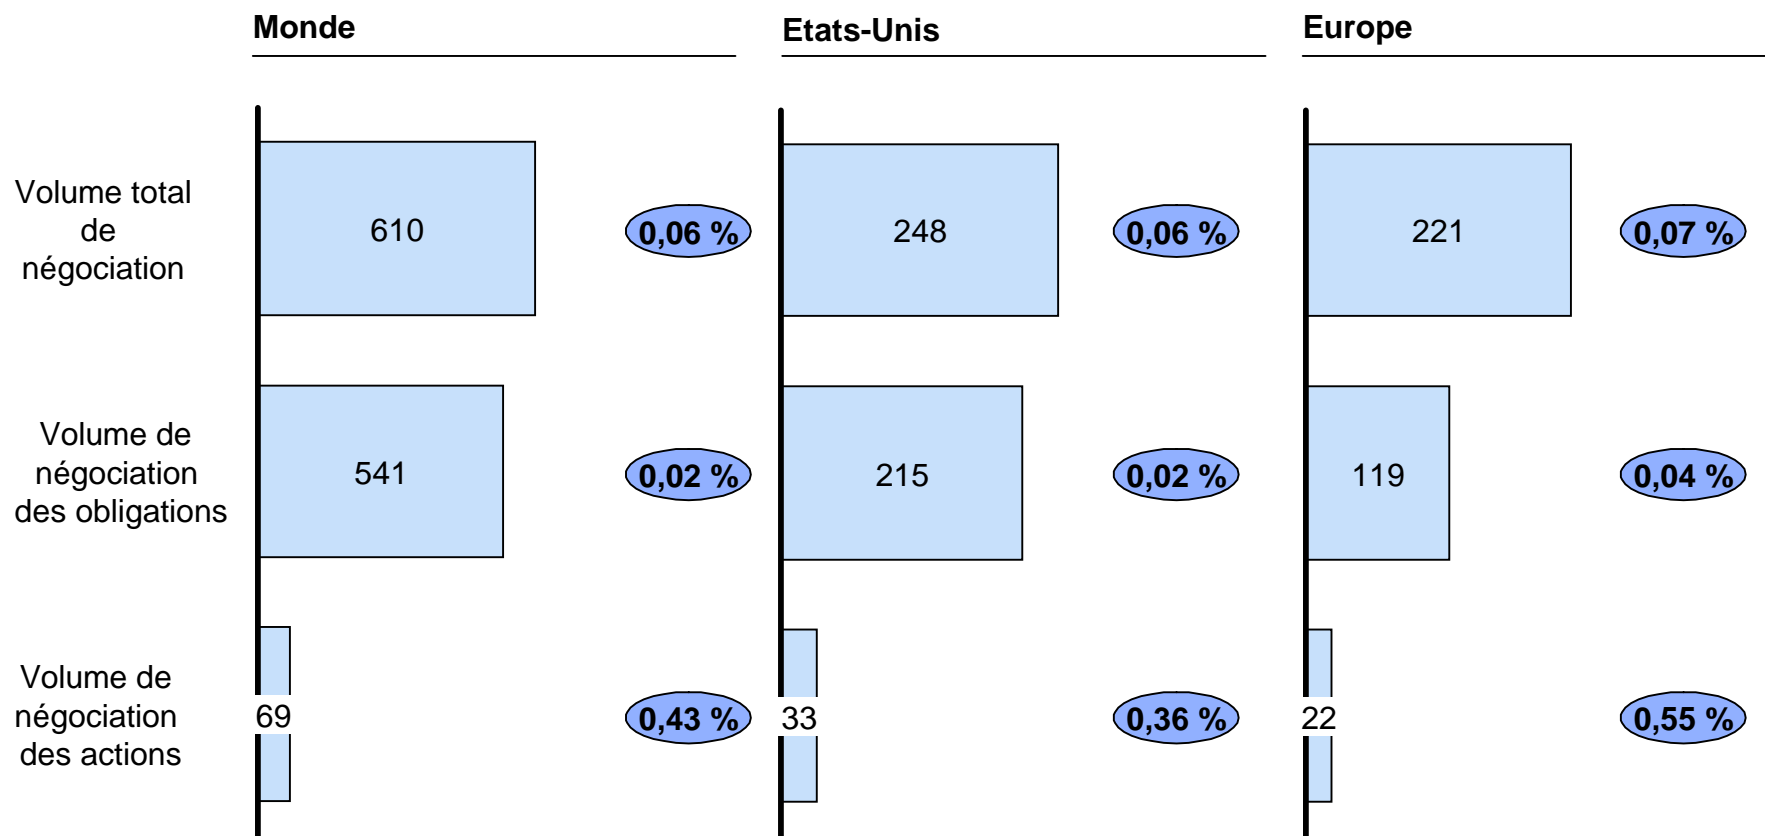 Monde
Etats-Unis
Europe
Volume total
de
négociation
610
0,06 %
248
0,06 %
221
0,07 %
Volume de
négociation
des obligations
541
0,02 %
215
0,02 %
119
0,04 %
Volume de
négociation
des actions
69
0,43 %
33
0,36 %
22
0,55 %